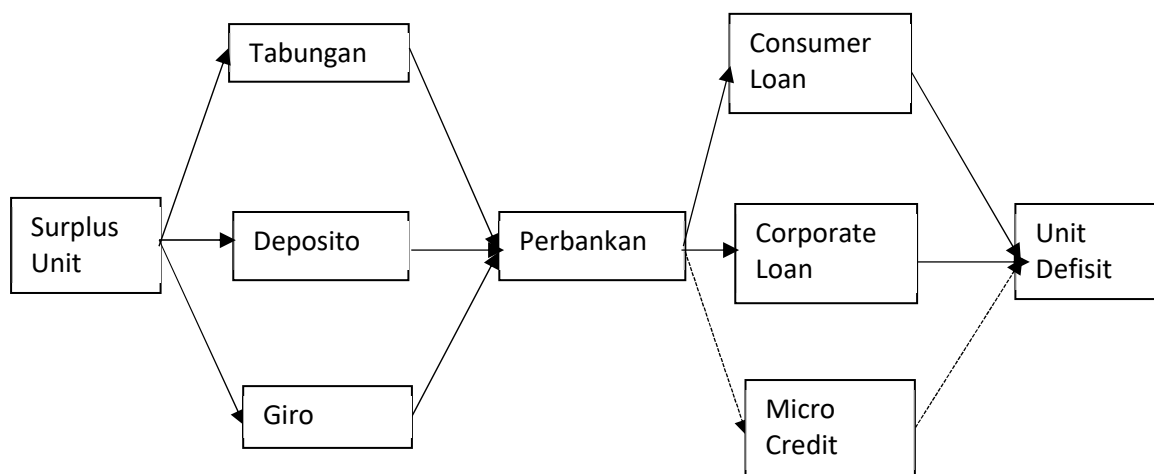 Surplus
Unit
Tabungan
Deposito
Giro
Perbankan
Consumer
Loan
Corporate
Loan
Micro
Credit
Unit
Defisit